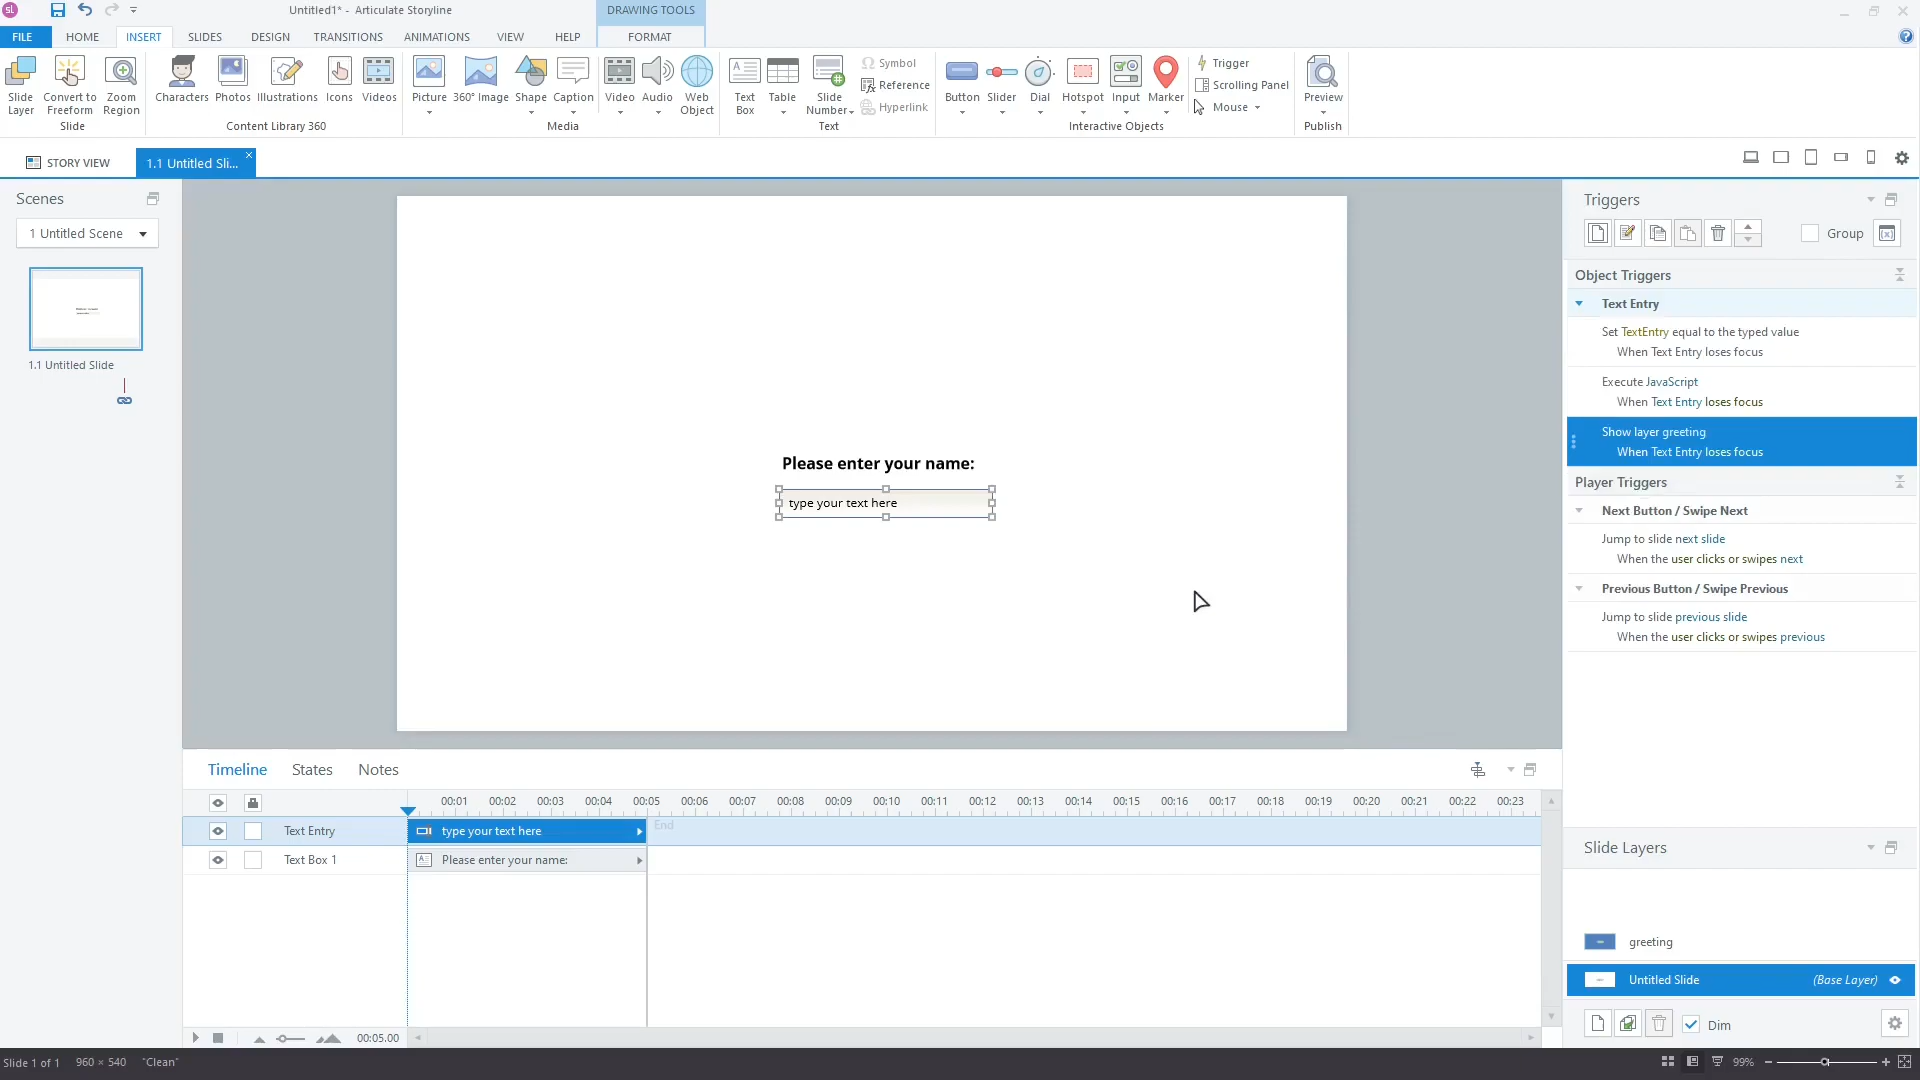 Untitled1* - Articulate Storyline
DRAWING TOOLS
FILE HOME INSERT SLIDES DESIGN TRANSITIONS ANIMATIONS VIEW HELP FORMAT
Slide Layer
Convert to Freeform
Zoom Region
Slide
Characters
Photos
Illustrations
Icons
Videos
Content Library 360
Picture
360° Image
Shape
Caption
Video
Audio
Web Object
Media
Text Box
Table
Slide Number
Symbol
Reference
Hyperlink
Text
Button
Slider
Dial
Hotspot
Input
Marker
Trigger
Scrolling Panel
Mouse
Interactive Objects
Preview
Publish
STORY VIEW
1.1 Untitled Sli...
Scenes
1 Untitled Scene
1.1 Untitled Slide
Please enter your name:
type your text here
Triggers
Group
Object Triggers
Text Entry
Set TextEntry equal to the typed value
When Text Entry loses focus
Execute JavaScript
When Text Entry loses focus
Show layer greeting
When Text Entry loses focus
Player Triggers
Next Button / Swipe Next
Jump to slide next slide
When the user clicks or swipes next
Previous Button / Swipe Previous
Jump to slide previous slide
When the user clicks or swipes previous
Timeline States Notes
00:01 00:02 00:03 00:04 00:05 00:06 00:07 00:08 00:09 00:10 00:11 00:12 00:13 00:14 00:15 00:16 00:17 00:18 00:19 00:20 00:21 00:22 00:23
Text Entry type your text here End
Text Box 1 Please enter your name:
00:05.00
Slide Layers
greeting
Untitled Slide (Base Layer)
Dim
Slide 1 of 1 960 × 540 "Clean" 99%